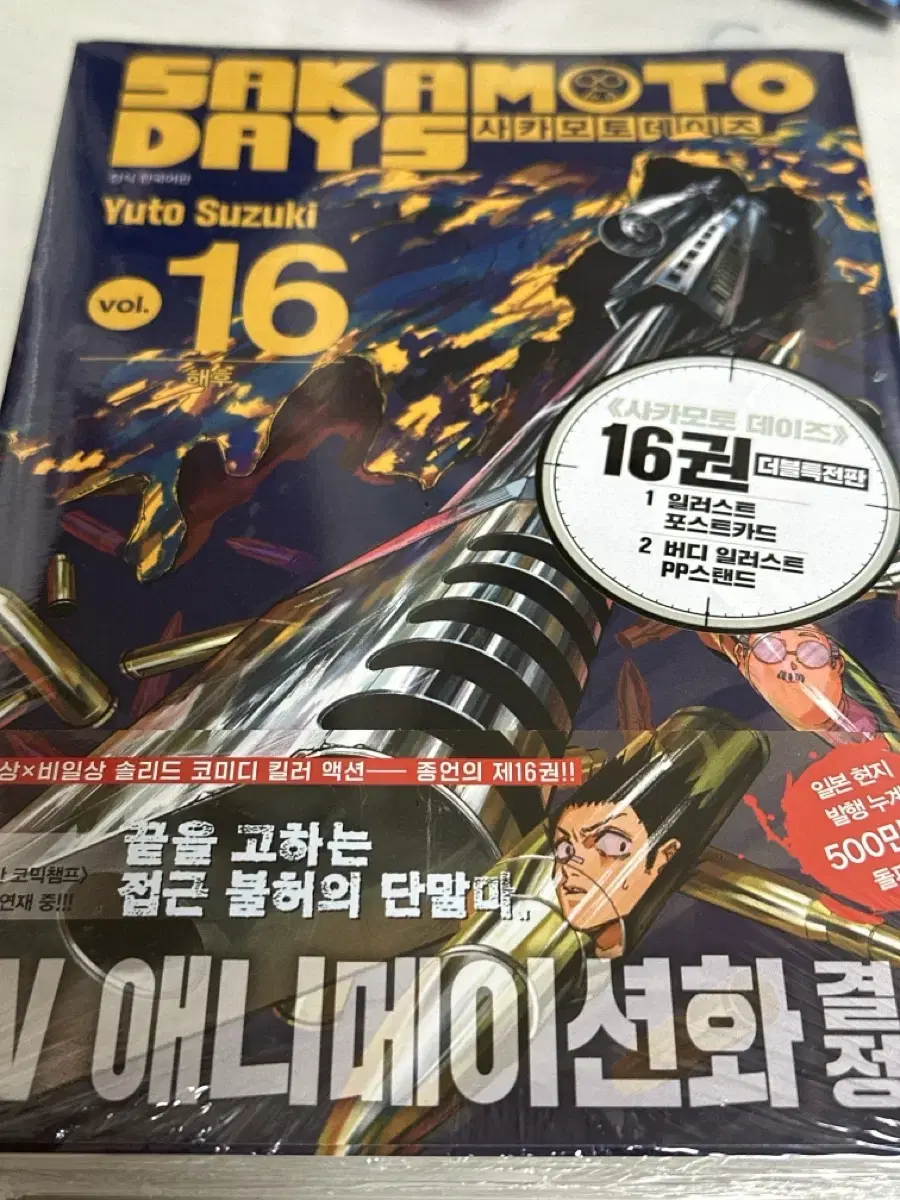 SAKAMOTO
DAYS 사카모토데이즈
정식 한국어판
Yuto Suzuki
vol. 16
해후
《사카모토 데이즈》
16권 더블특전판
1 일러스트
포스트카드
2 버디 일러스트
PP스탠드
상×비일상 솔리드 코미디 킬러 액션── 종언의 제16권!!
일본 현지
발행 누계
500만
돌파
끝을 고하는
접근 불허의 단말마.
코믹챔프》
연재 중!!!
V 애니메이션화 결정